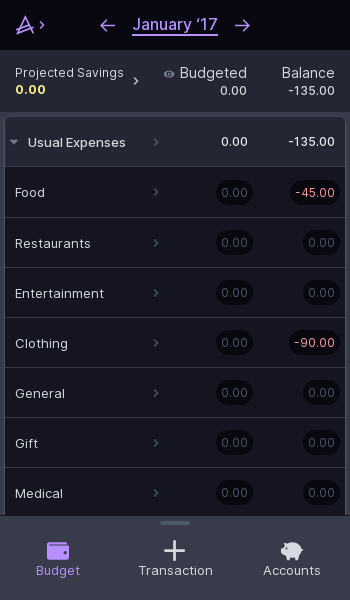 January ‘17
Projected Savings Budgeted Balance
0.00 0.00 -135.00
Usual Expenses 0.00 -135.00
Food 0.00 -45.00
Restaurants 0.00 0.00
Entertainment 0.00 0.00
Clothing 0.00 -90.00
General 0.00 0.00
Gift 0.00 0.00
Medical 0.00 0.00
Budget Transaction Accounts